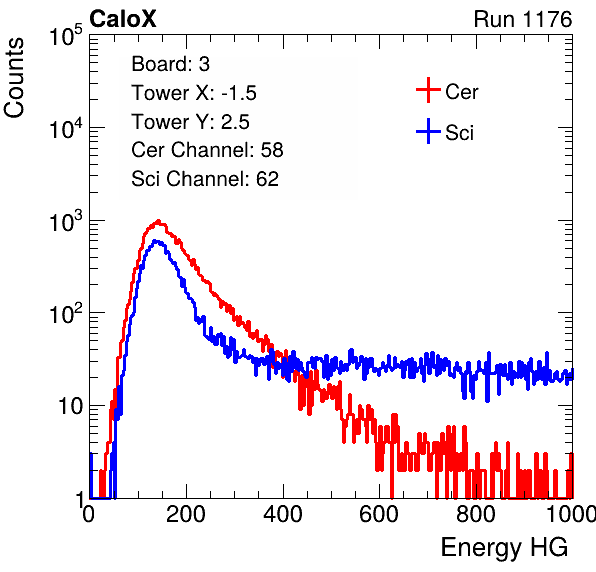 CaloX Run 1176
Counts
10^5
10^4
10^3
10^2
10
1
Board: 3
Tower X: -1.5
Tower Y: 2.5
Cer Channel: 58
Sci Channel: 62
Cer
Sci
0 200 400 600 800 1000
Energy HG